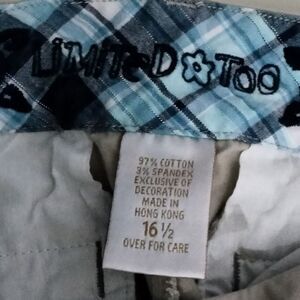 LiMiTeD TOO
97% COTTON
3% SPANDEX
EXCLUSIVE OF
DECORATION
MADE IN
HONG KONG
16 1/2
OVER FOR CARE